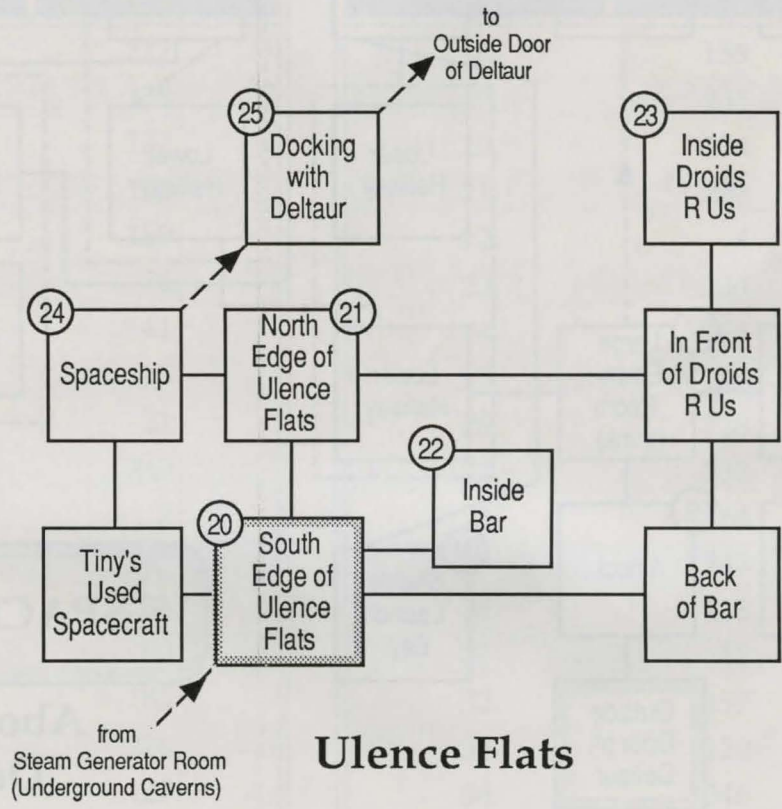 to
Outside Door
of Deltaur
25
Docking
with
Deltaur
23
Inside
Droids
R Us
24
Spaceship
21
North
Edge of
Ulence
Flats
In Front
of Droids
R Us
22
Inside
Bar
20
South
Edge of
Ulence
Flats
Tiny's
Used
Spacecraft
Back
of Bar
from
Steam Generator Room
(Underground Caverns)
Ulence Flats